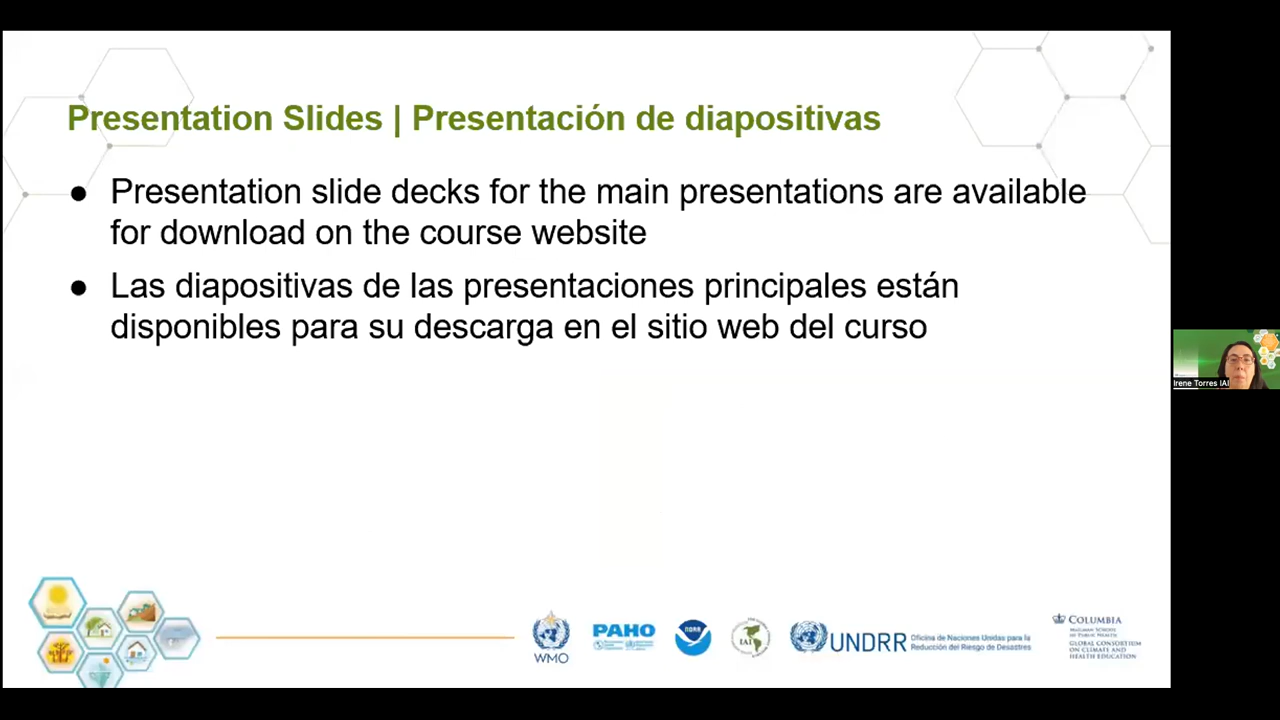 Presentation Slides | Presentación de diapositivas
● Presentation slide decks for the main presentations are available
for download on the course website
● Las diapositivas de las presentaciones principales están
disponibles para su descarga en el sitio web del curso
Irene Torres IAI
WMO
PAHO
NOAA
IAI
UNDRR
Oficina de Naciones Unidas para la
Reducción del Riesgo de Desastres
COLUMBIA
MAILMAN SCHOOL
OF PUBLIC HEALTH
GLOBAL CONSORTIUM
ON CLIMATE AND
HEALTH EDUCATION